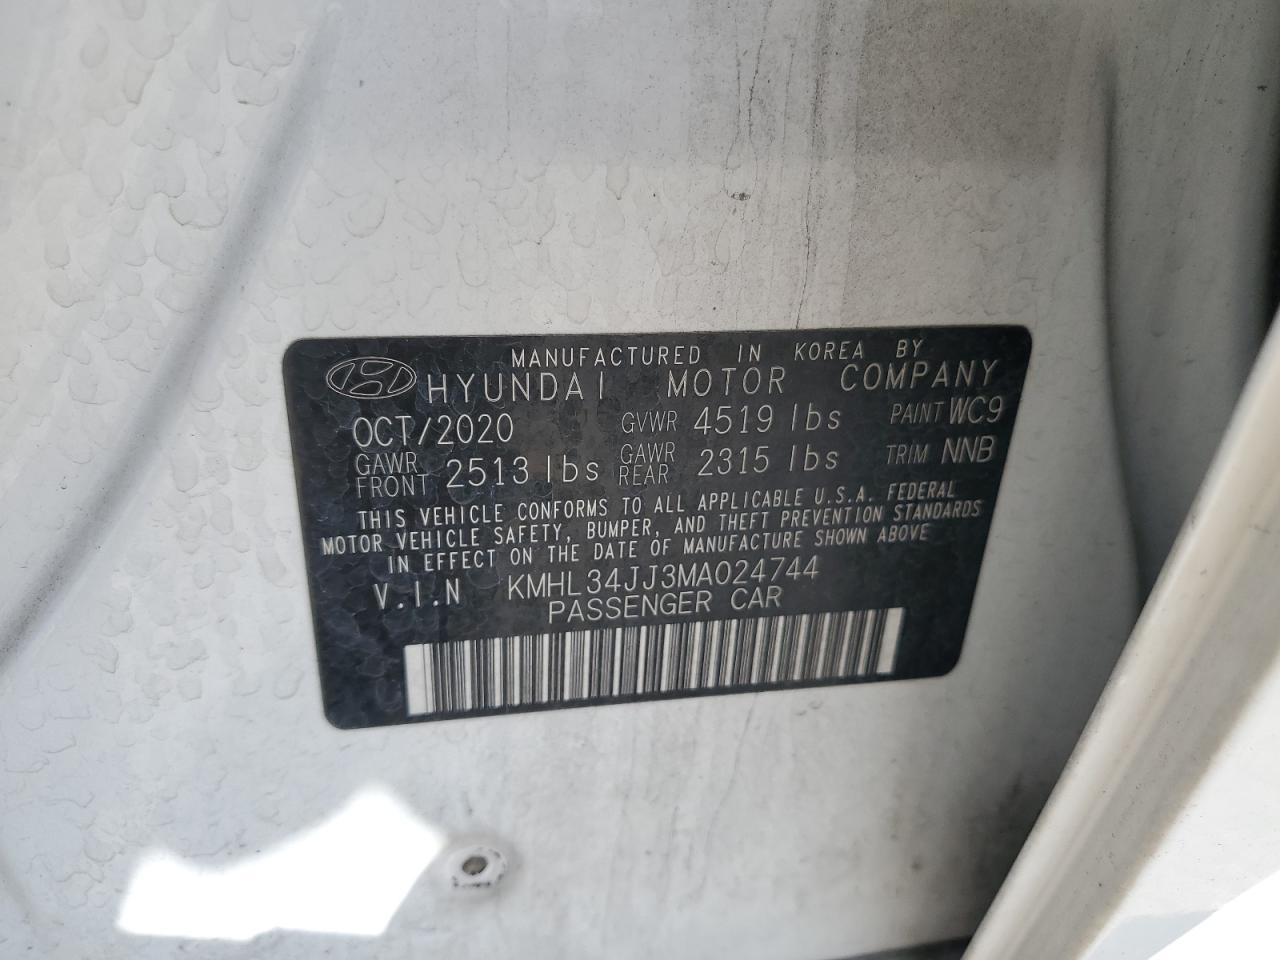 MANUFACTURED IN KOREA BY
HYUNDAI MOTOR COMPANY
OCT/2020 GVWR 4519 lbs PAINT WC9
GAWR FRONT 2513 lbs GAWR REAR 2315 lbs TRIM NNB
THIS VEHICLE CONFORMS TO ALL APPLICABLE U.S.A. FEDERAL
MOTOR VEHICLE SAFETY, BUMPER, AND THEFT PREVENTION STANDARDS
IN EFFECT ON THE DATE OF MANUFACTURE SHOWN ABOVE
V.I.N KMHL34JJ3MA024744
PASSENGER CAR